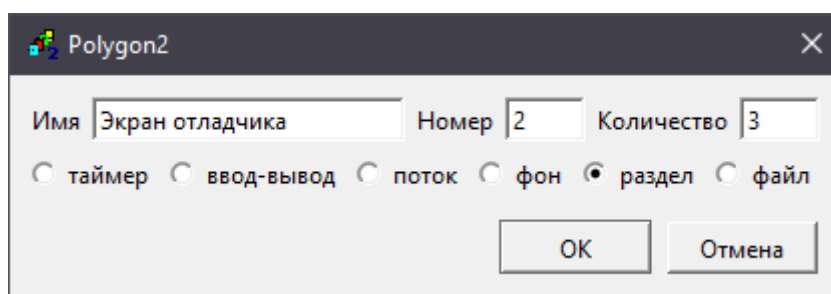 Polygon2
Имя Экран отладчика Номер 2 Количество 3
таймер ввод-вывод поток фон раздел файл
OK Отмена